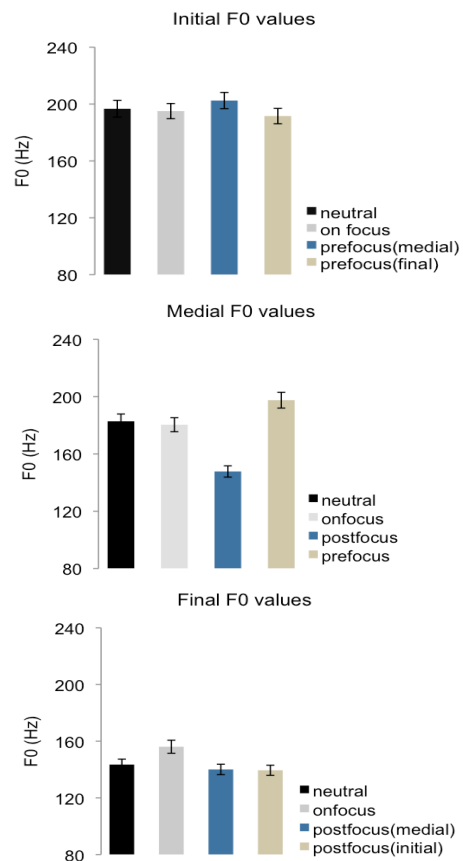 Initial F0 values
240
200
160
120
80
F0 (Hz)
neutral
on focus
prefocus(medial)
prefocus(final)
Medial F0 values
240
200
160
120
80
F0 (Hz)
neutral
onfocus
postfocus
prefocus
Final F0 values
240
200
160
120
80
F0 (Hz)
neutral
onfocus
postfocus(medial)
postfocus(initial)